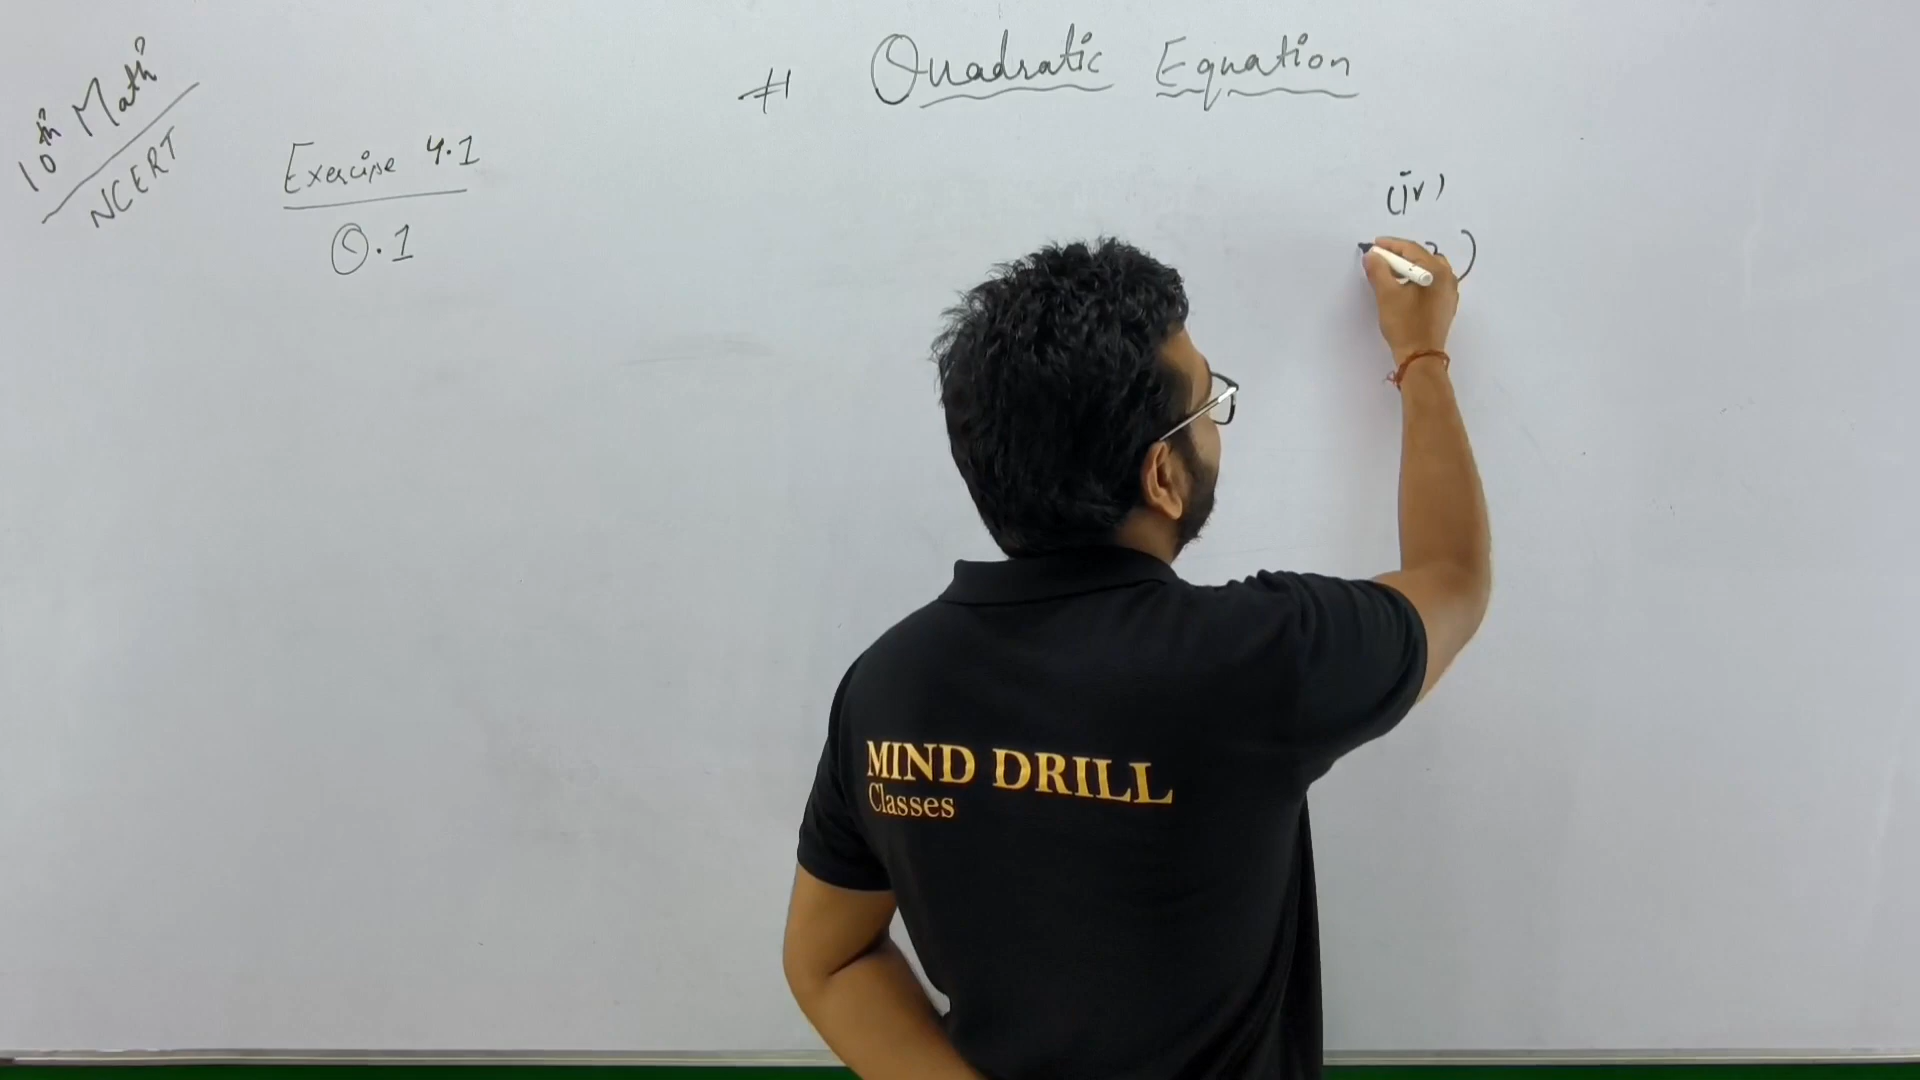 # Quadratic Equation
10th Math
NCERT
Exercise 4.1
Q.1
(iv)
)
MIND DRILL
Classes